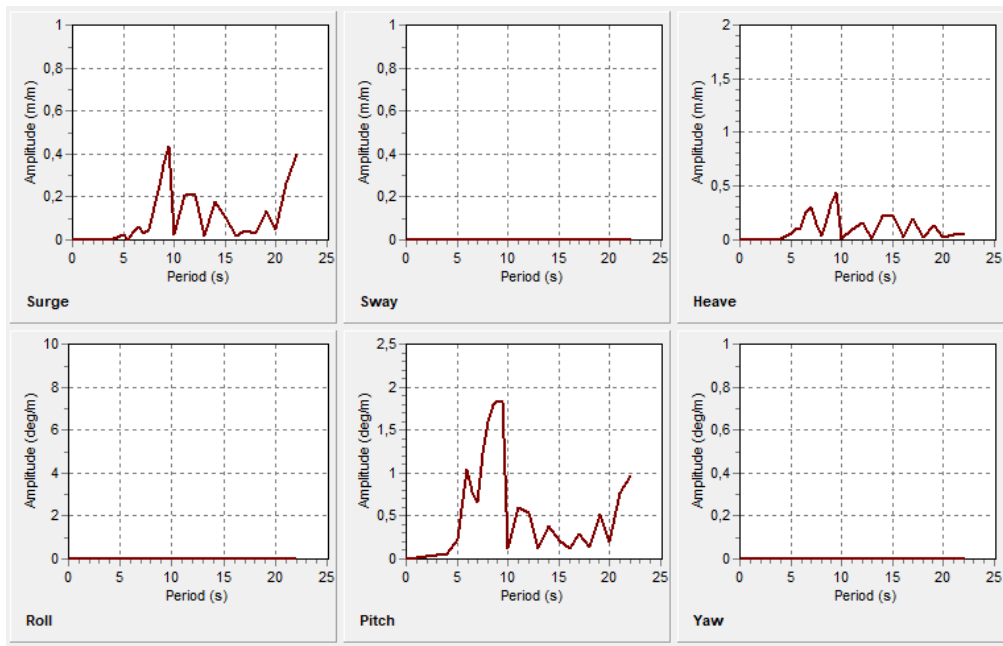 1
0,8
0,6
0,4
0,2
0
0 5 10 15 20 25
Amplitude (m/m)
Period (s)
Surge
1
0,8
0,6
0,4
0,2
0
0 5 10 15 20 25
Amplitude (m/m)
Period (s)
Sway
2
1,5
1
0,5
0
0 5 10 15 20 25
Amplitude (m/m)
Period (s)
Heave
10
8
6
4
2
0
0 5 10 15 20 25
Amplitude (deg/m)
Period (s)
Roll
2,5
2
1,5
1
0,5
0
0 5 10 15 20 25
Amplitude (deg/m)
Period (s)
Pitch
1
0,8
0,6
0,4
0,2
0
0 5 10 15 20 25
Amplitude (deg/m)
Period (s)
Yaw